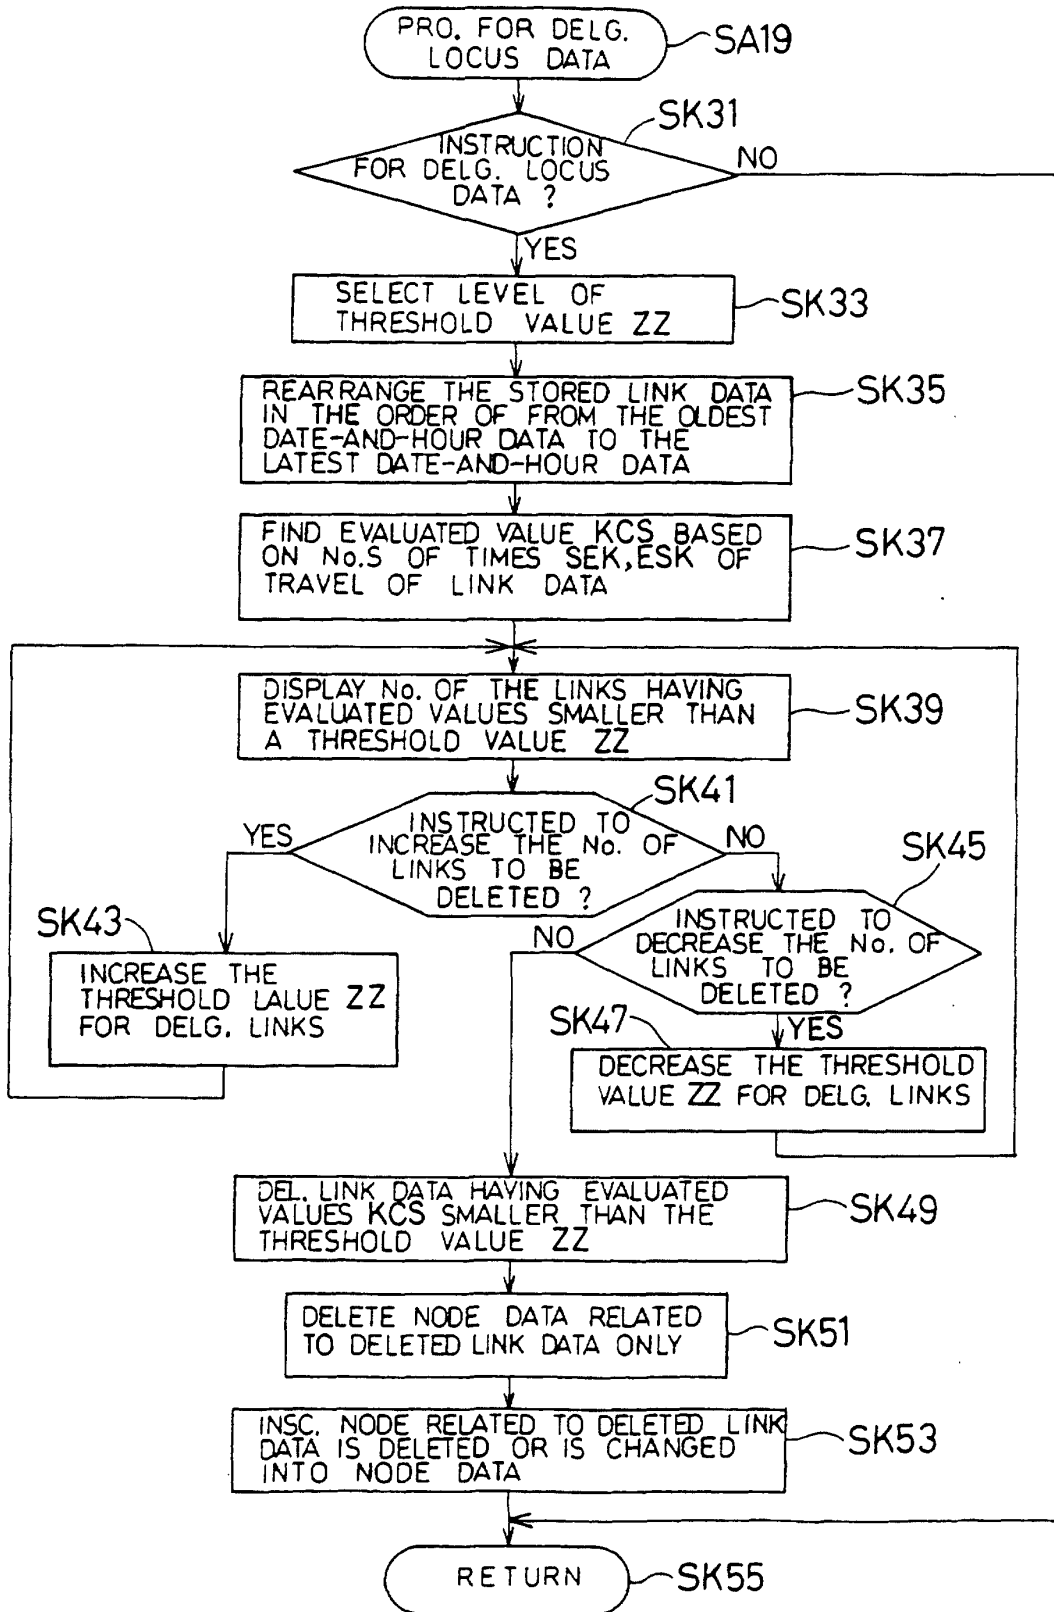 PRO. FOR DELG.
LOCUS DATA
SA19
SK31
INSTRUCTION
FOR DELG. LOCUS
DATA ?
NO
YES
SELECT LEVEL OF
THRESHOLD VALUE ZZ
SK33
REARRANGE THE STORED LINK DATA
IN THE ORDER OF FROM THE OLDEST
DATE-AND-HOUR DATA TO THE
LATEST DATE-AND-HOUR DATA
SK35
FIND EVALUATED VALUE KCS BASED
ON No.S OF TIMES SEK,ESK OF
TRAVEL OF LINK DATA
SK37
DISPLAY No. OF THE LINKS HAVING
EVALUATED VALUES SMALLER THAN
A THRESHOLD VALUE ZZ
SK39
SK41
YES
INSTRUCTED TO
INCREASE THE No. OF
LINKS TO BE
DELETED ?
NO
SK45
SK43
INCREASE THE
THRESHOLD LALUE ZZ
FOR DELG. LINKS
NO
INSTRUCTED TO
DECREASE THE No. OF
LINKS TO BE
DELETED ?
YES
SK47
DECREASE THE THRESHOLD
VALUE ZZ FOR DELG. LINKS
DEL. LINK DATA HAVING EVALUATED
VALUES KCS SMALLER THAN THE
THRESHOLD VALUE ZZ
SK49
DELETE NODE DATA RELATED
TO DELETED LINK DATA ONLY
SK51
INSC. NODE RELATED TO DELETED LINK
DATA IS DELETED OR IS CHANGED
INTO NODE DATA
SK53
RETURN
SK55